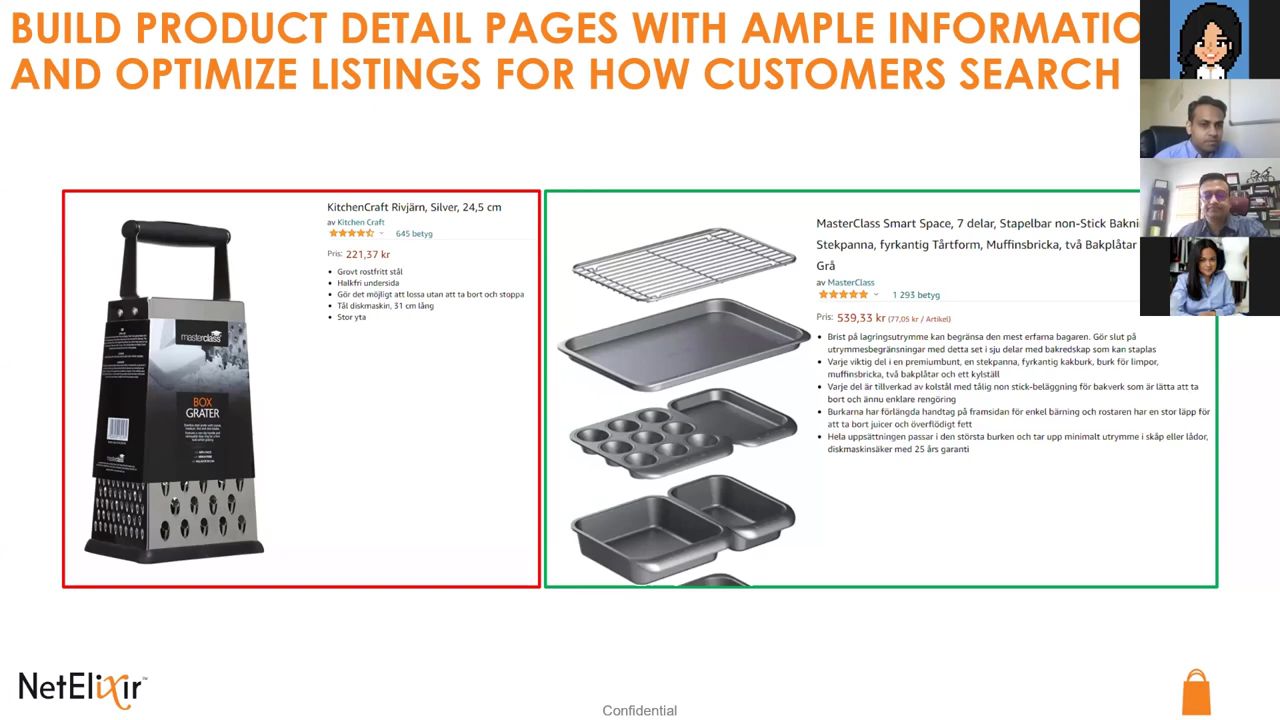 BUILD PRODUCT DETAIL PAGES WITH AMPLE INFORMATIO
AND OPTIMIZE LISTINGS FOR HOW CUSTOMERS SEARCH
KitchenCraft Rivjärn, Silver, 24,5 cm
av Kitchen Craft
645 betyg
Pris: 221,37 kr
• Grovt rostfritt stål
• Halkfri undersida
• Gör det möjligt att lossa utan att ta bort och stoppa
• Tål diskmaskin, 31 cm lång
• Stor yta
masterclass
BOX
GRATER
MasterClass Smart Space, 7 delar, Stapelbar non-Stick Bakni
Stekpanna, fyrkantig Tårtform, Muffinsbricka, två Bakplåtar
Grå
av MasterClass
1 293 betyg
Pris: 539,33 kr (77,05 kr / Artikel)
• Brist på lagringsutrymme kan begränsa den mest erfarna bagaren. Gör slut på
utrymmesbegränsningar med detta set i sju delar med bakredskap som kan staplas
• Varje viktig del i en premiumbunt, en stekpanna, fyrkantig kakburk, burk för limpor,
muffinsbricka, två bakplåtar och ett kylställ
• Varje del är tillverkad av kolstål med tålig non stick-beläggning för bakverk som är lätta att ta
bort och ännu enklare rengöring
• Burkarna har förlängda handtag på framsidan för enkel bärning och rostaren har en stor läpp för
att ta bort juicer och överflödigt fett
• Hela uppsättningen passar i den största burken och tar upp minimalt utrymme i skåp eller lådor,
diskmaskinsäker med 25 års garanti
NetElixir
Confidential